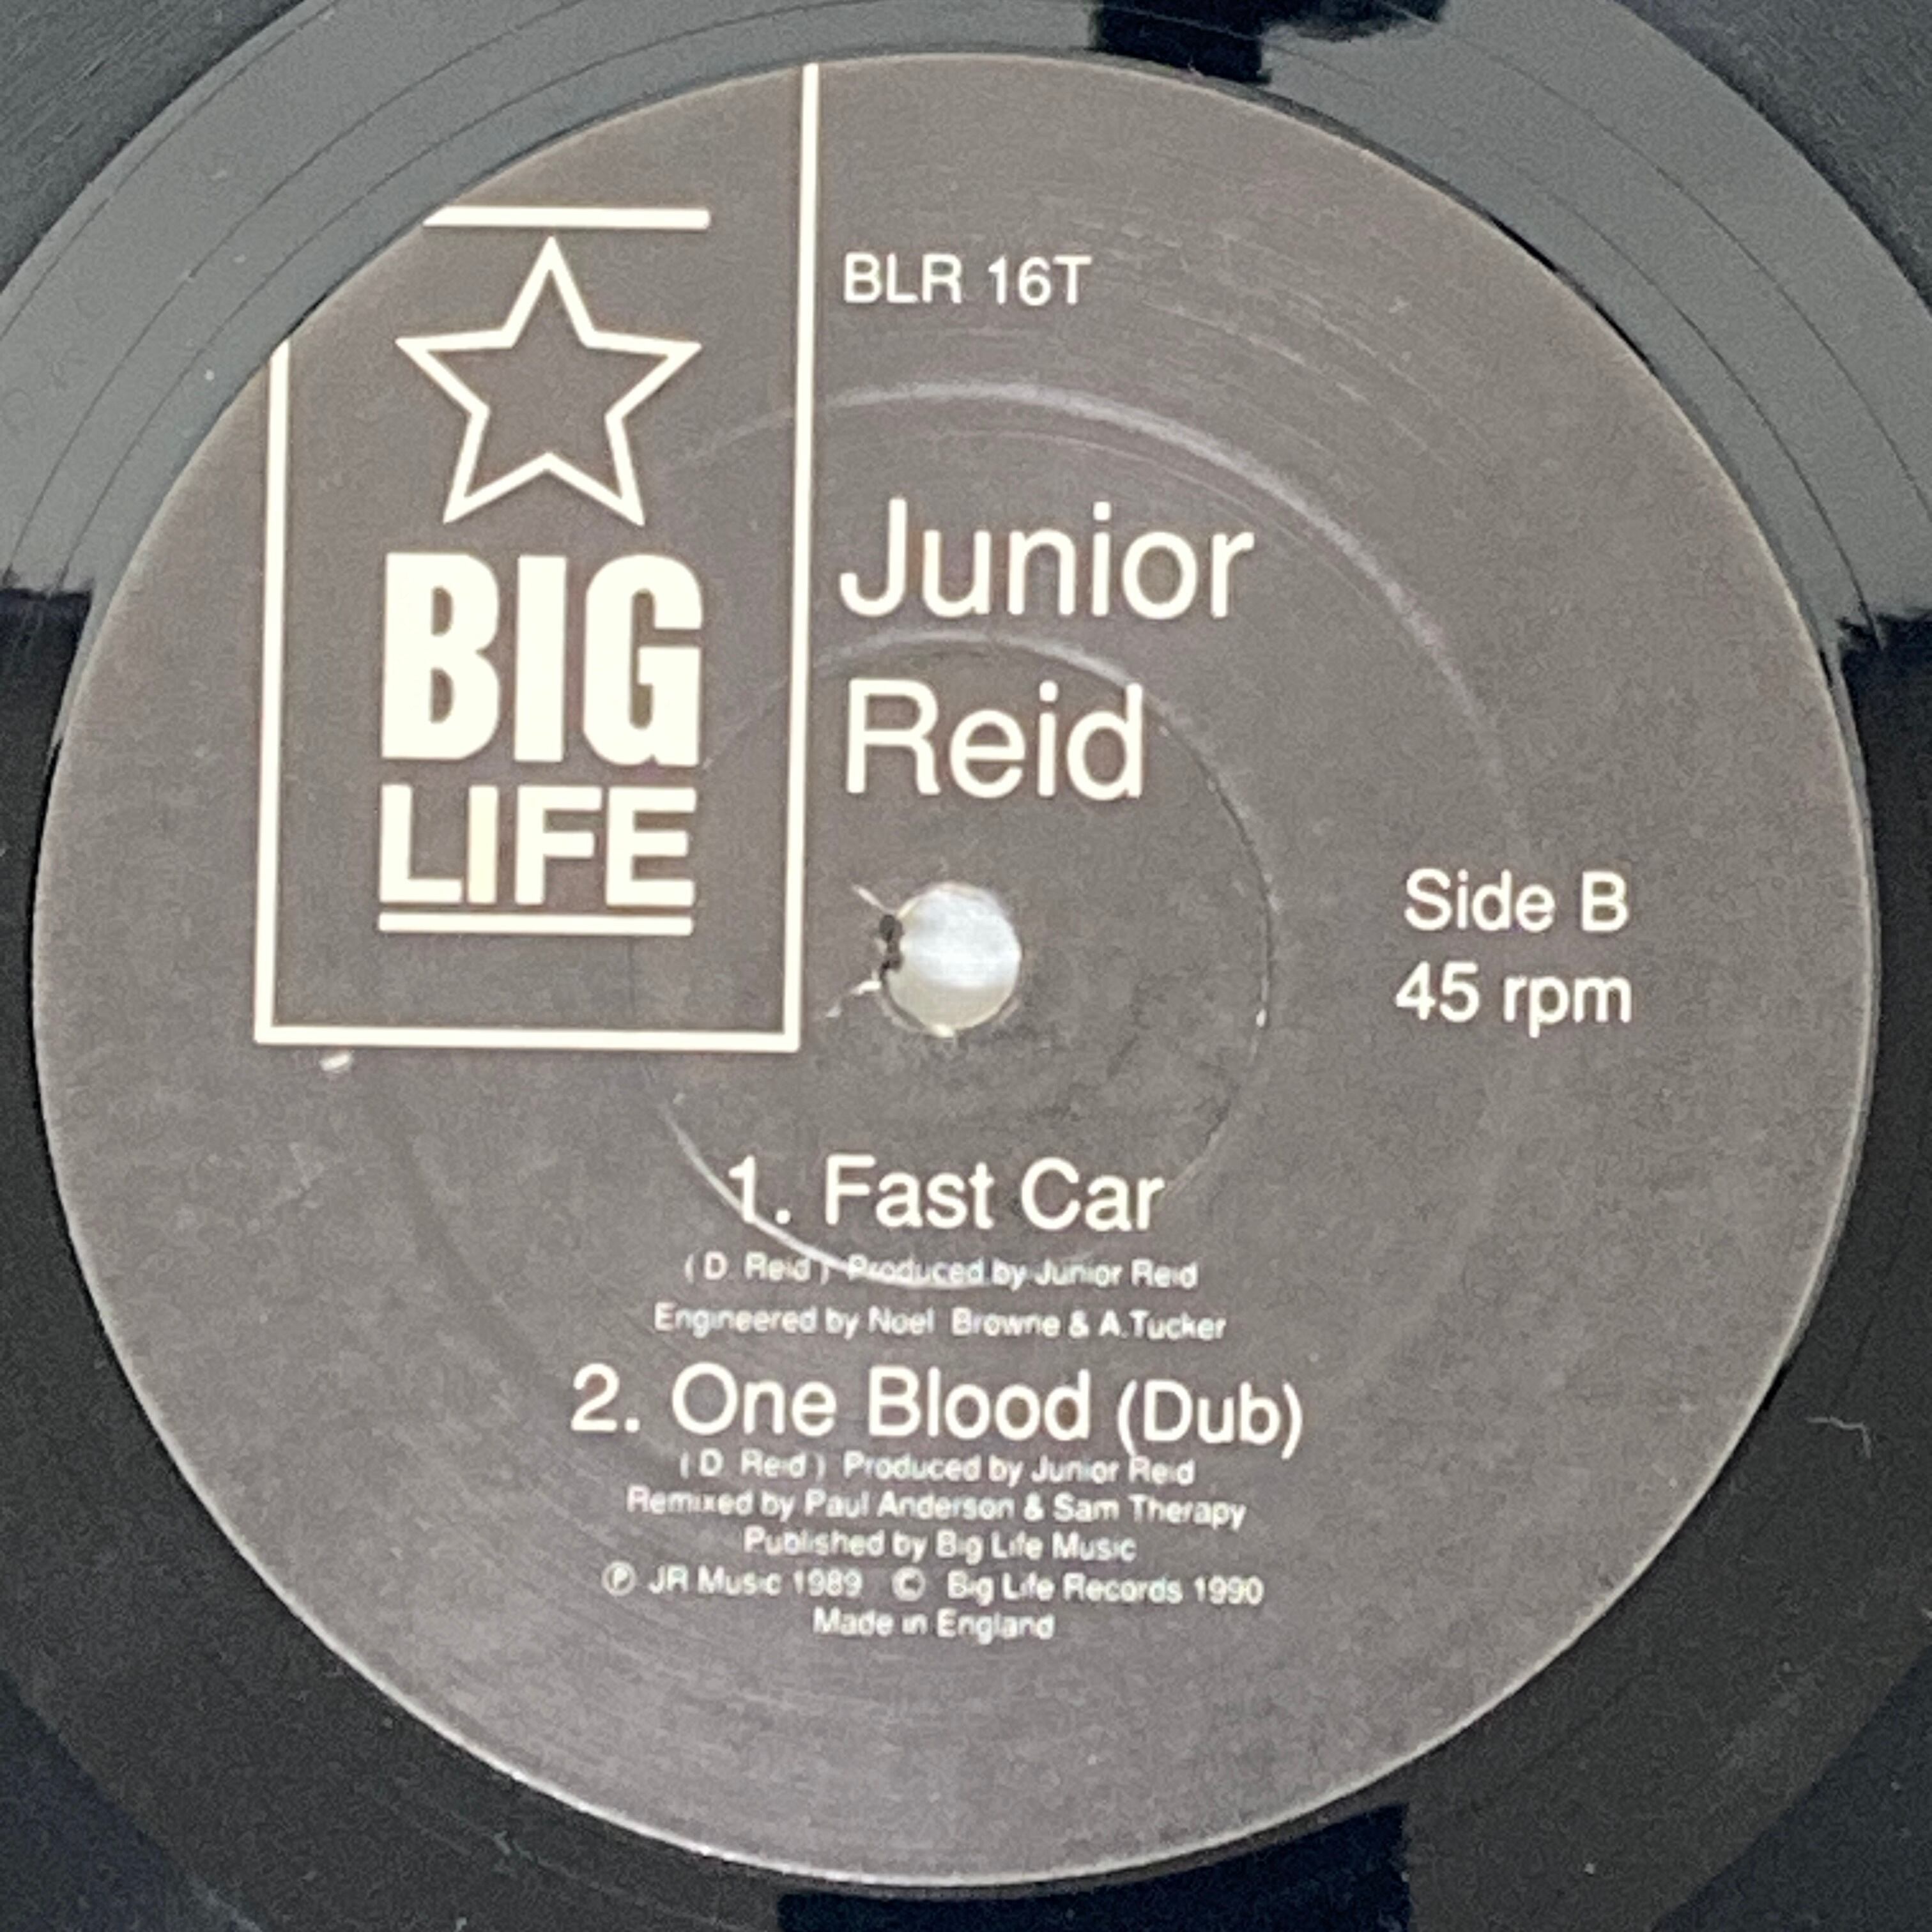 BIG
LIFE
BLR 16T
Junior
Reid
Side B
45 rpm
1. Fast Car
( D. Reid ) Produced by Junior Reid
Engineered by Noel Browne & A.Tucker
2. One Blood (Dub)
( D. Reid ) Produced by Junior Reid
Remixed by Paul Anderson & Sam Therapy
Published by Big Life Music
℗ JR Music 1989 © Big Life Records 1990
Made in England